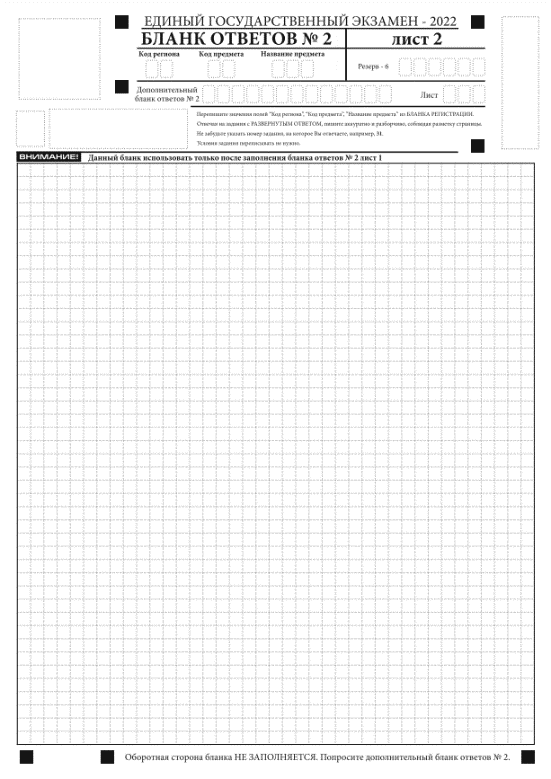 ЕДИНЫЙ ГОСУДАРСТВЕННЫЙ ЭКЗАМЕН - 2022
БЛАНК ОТВЕТОВ № 2
лист 2
Код региона Код предмета Название предмета
Резерв - 6
Дополнительный
бланк ответов № 2
Лист
Перепишите значения полей "Код региона", "Код предмета", "Название предмета" из БЛАНКА РЕГИСТРАЦИИ.
Отвечая на задания с РАЗВЕРНУТЫМ ОТВЕТОМ, пишите аккуратно и разборчиво, соблюдая разметку страницы.
Не забудьте указать номер задания, на которое Вы отвечаете, например, 31.
Условия задания переписывать не нужно.
ВНИМАНИЕ! Данный бланк использовать только после заполнения бланка ответов № 2 лист 1
Оборотная сторона бланка НЕ ЗАПОЛНЯЕТСЯ. Попросите дополнительный бланк ответов № 2.